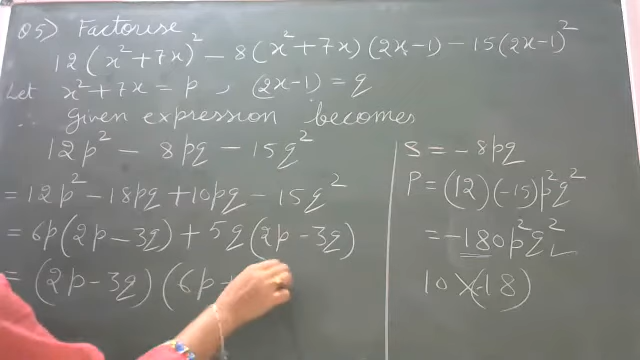 Q5) Factorise
12(x²+7x)² - 8(x²+7x)(2x-1) - 15(2x-1)²
Let x²+7x = p , (2x-1) = q
∴ Given expression becomes
12p² - 8pq - 15q²
= 12p² - 18pq + 10pq - 15q²
= 6p(2p-3q) + 5q(2p-3q)
= (2p-3q)(6p+
S = -8pq
P = (12)(-15)p²q²
= -180p²q²
10×(-18)